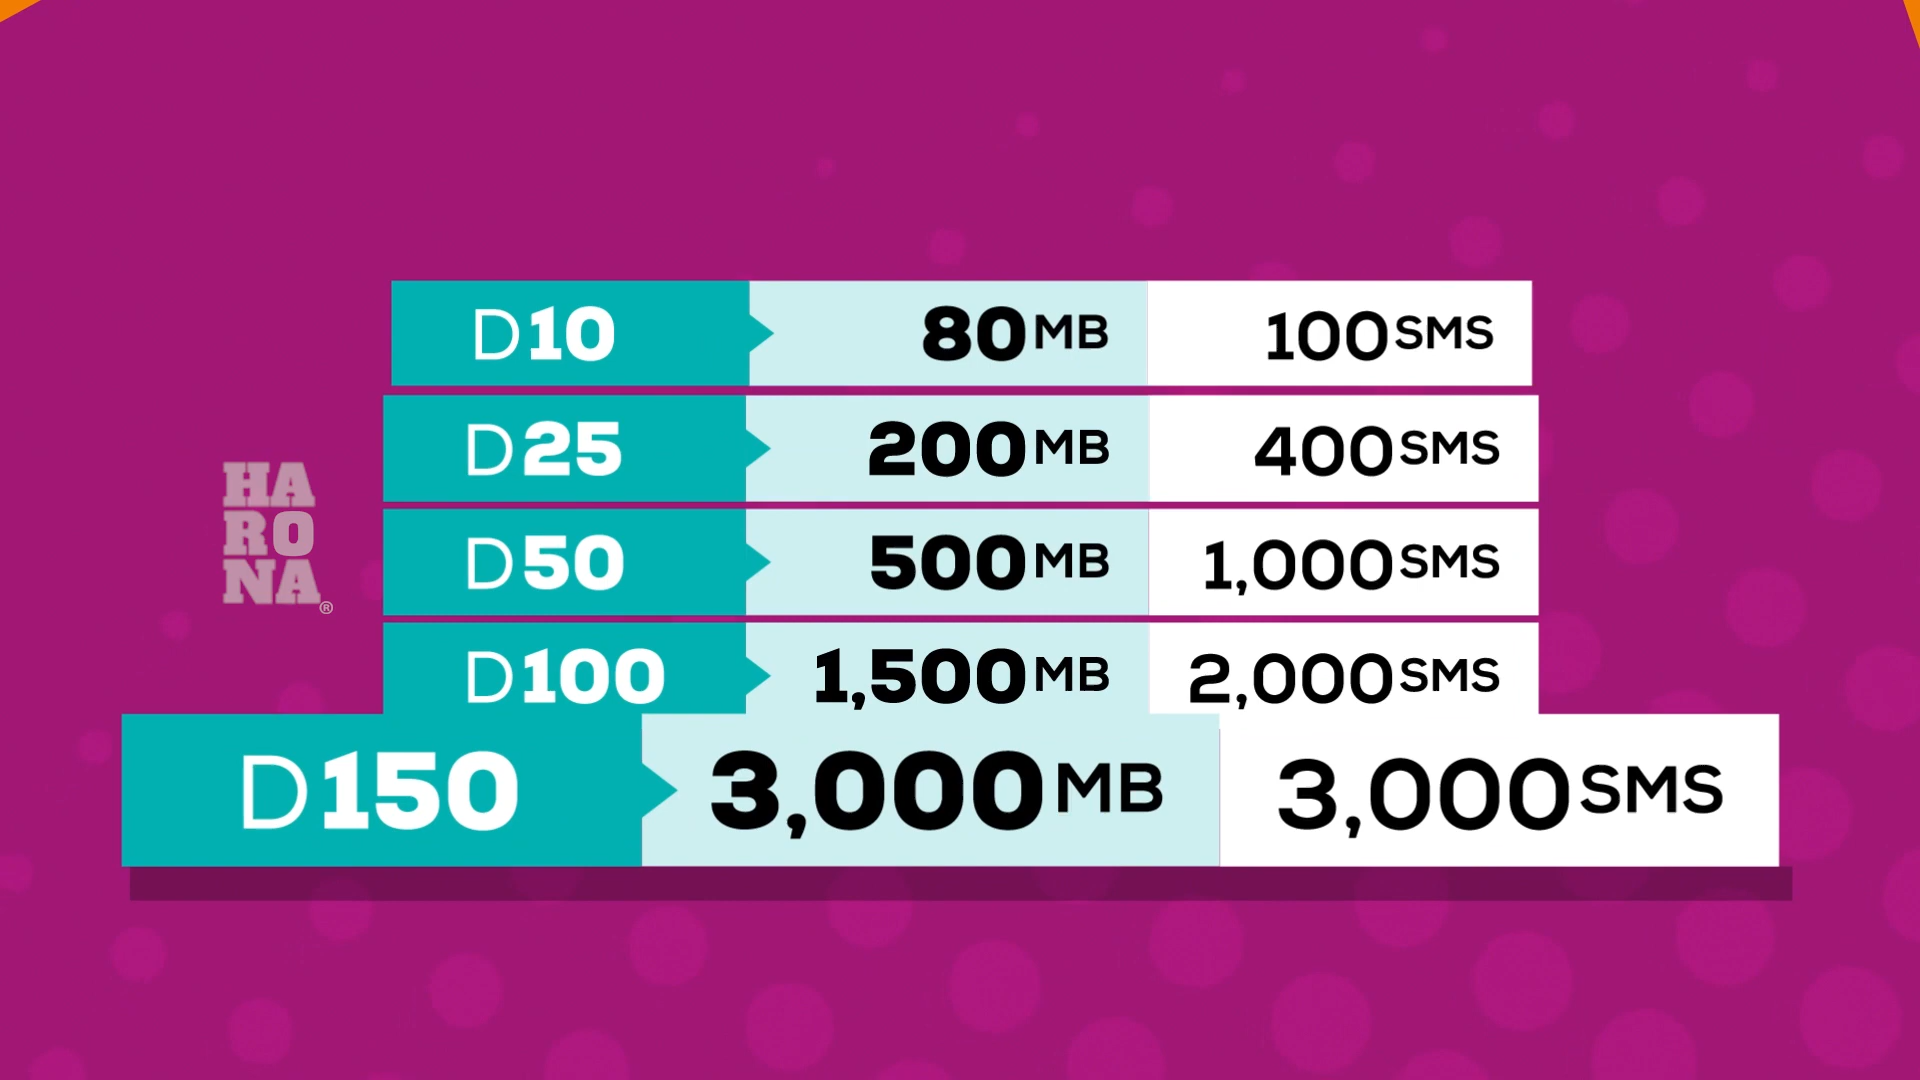 D10 80MB 100SMS
D25 200MB 400SMS
D50 500MB 1,000SMS
D100 1,500MB 2,000SMS
D150 3,000MB 3,000SMS
HA
RO
NA®